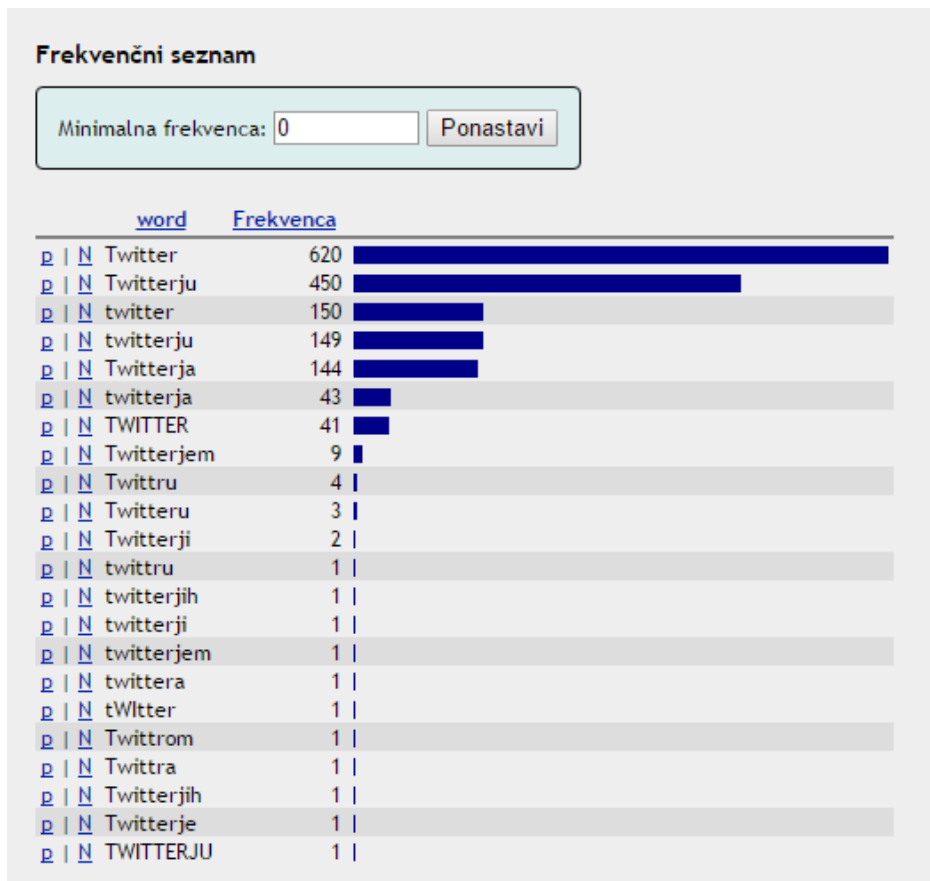 Frekvenčni seznam
Minimalna frekvenca: 0 Ponastavi
word Frekvenca
p | N Twitter 620
p | N Twitterju 450
p | N twitter 150
p | N twitterju 149
p | N Twitterja 144
p | N twitterja 43
p | N TWITTER 41
p | N Twitterjem 9
p | N Twittru 4
p | N Twitteru 3
p | N Twitterji 2
p | N twittru 1
p | N twitterjih 1
p | N twitterji 1
p | N twitterjem 1
p | N twittera 1
p | N tWItter 1
p | N Twittrom 1
p | N Twittra 1
p | N Twitterjih 1
p | N Twitterje 1
p | N TWITTERJU 1